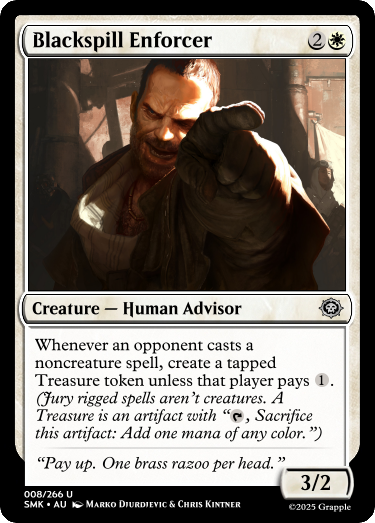 Blackspill Enforcer 2
Creature — Human Advisor
Whenever an opponent casts a
noncreature spell, create a tapped
Treasure token unless that player pays 1.
(Jury rigged spells aren't creatures. A
Treasure is an artifact with “, Sacrifice
this artifact: Add one mana of any color.”)
“Pay up. One brass razoo per head.”
3/2
008/266 U
SMK • AU Marko Djurdjevic & Chris Kintner
©2025 Grapple